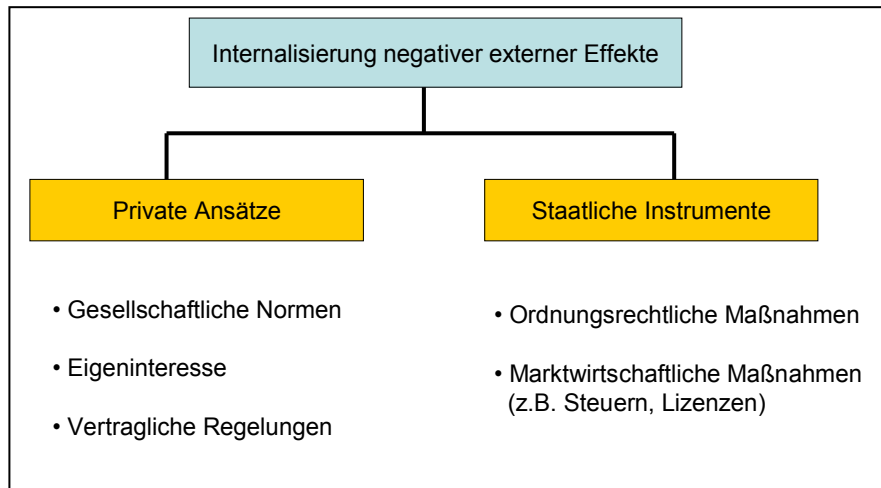 Internalisierung negativer externer Effekte
Private Ansätze
• Gesellschaftliche Normen
• Eigeninteresse
• Vertragliche Regelungen
Staatliche Instrumente
• Ordnungsrechtliche Maßnahmen
• Marktwirtschaftliche Maßnahmen
(z.B. Steuern, Lizenzen)